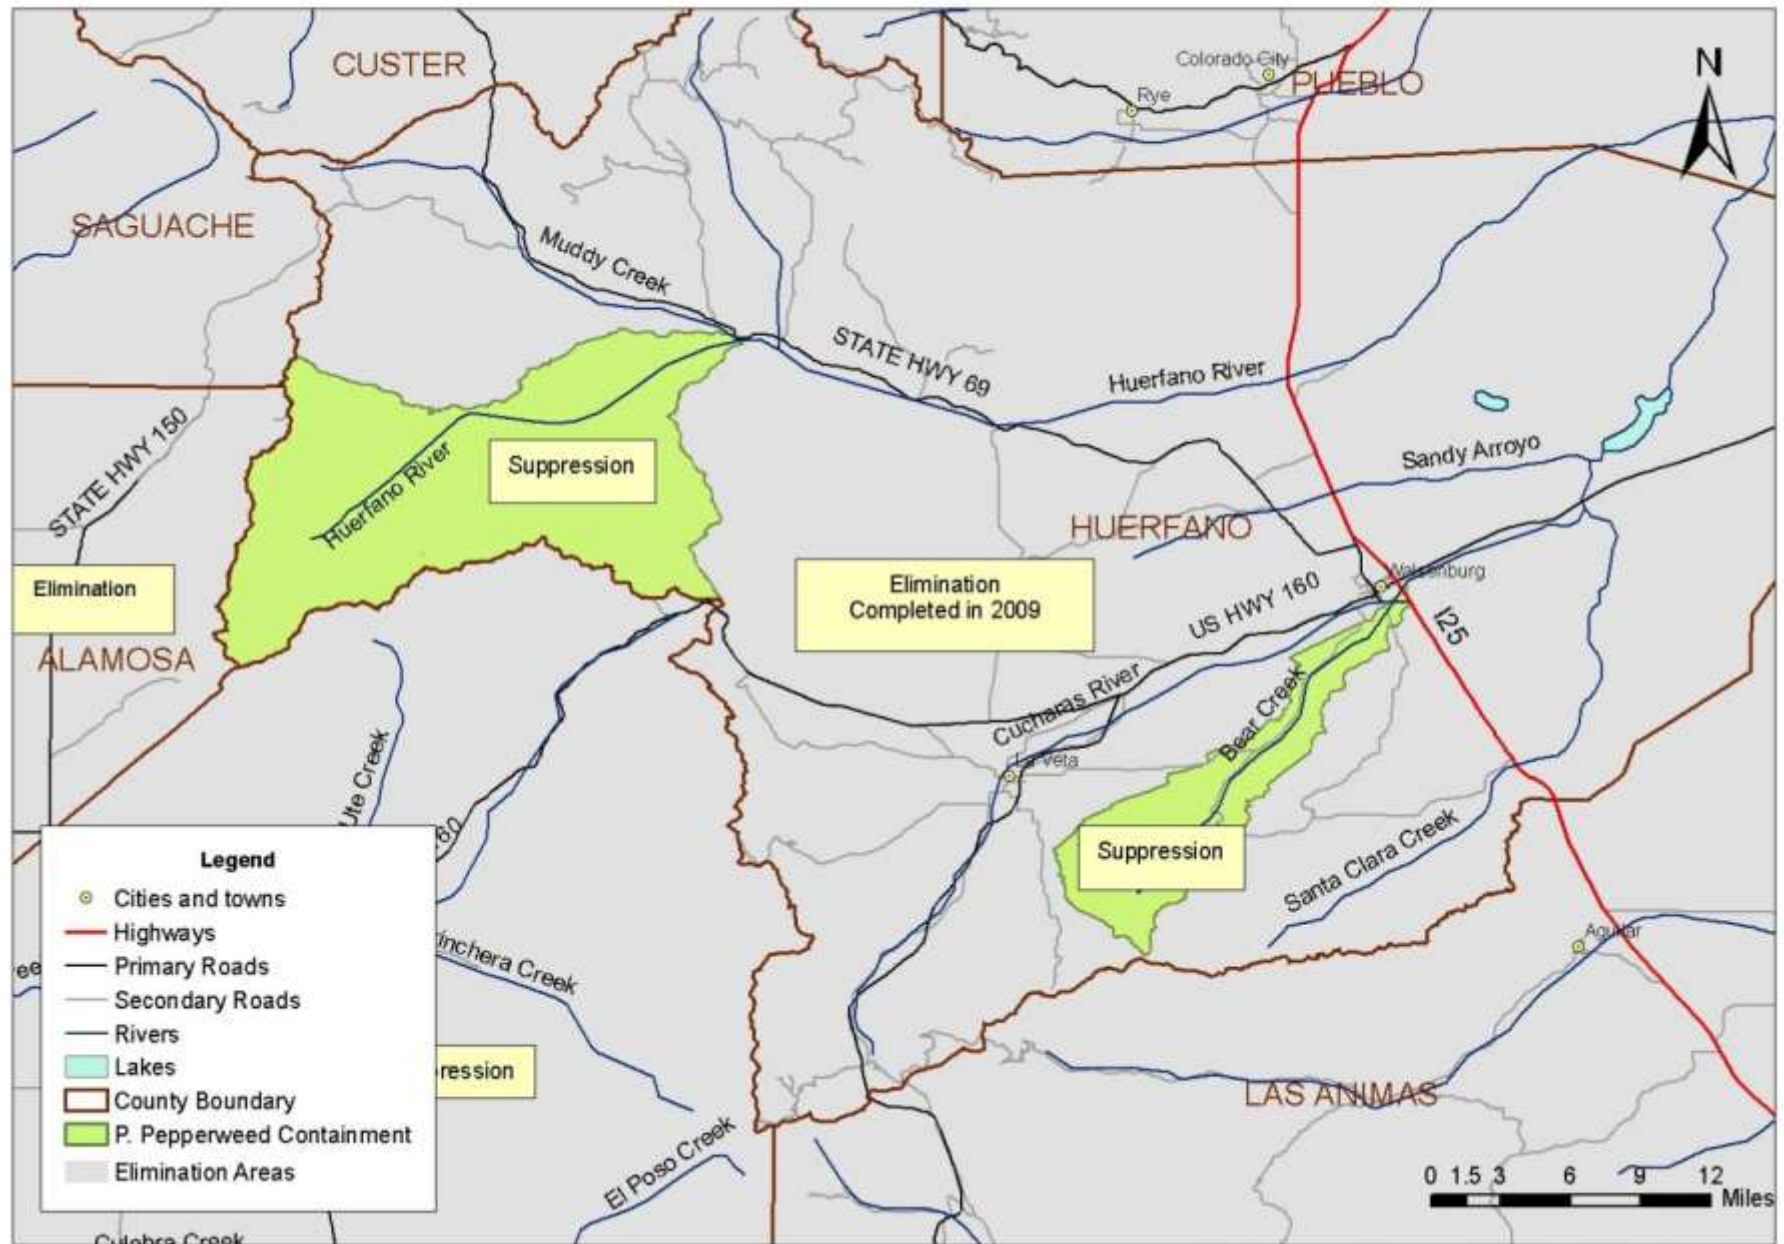 CUSTER
Colorado City
PUEBLO
N
Rye
SAGUACHE
Muddy Creek
STATE HWY 69
Huerfano River
STATE HWY 150
Huerfano River
Suppression
Sandy Arroyo
HUERFANO
Elimination
Elimination
Completed in 2009
Walsenburg
US HWY 160
I25
ALAMOSA
Cucharas River
Bear Creek
La Veta
Ute Creek
60
Suppression
Santa Clara Creek
Aguilar
Legend
Cities and towns
Highways
Primary Roads
Secondary Roads
Rivers
Lakes
County Boundary
P. Pepperweed Containment
Elimination Areas
rinchera Creek
ression
El Poso Creek
LAS ANIMAS
0 1.5 3 6 9 12
Miles
Culebra Creek